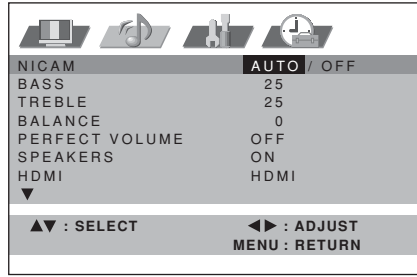 NICAM AUTO / OFF
BASS 25
TREBLE 25
BALANCE 0
PERFECT VOLUME OFF
SPEAKERS ON
HDMI HDMI
▼
▲▼ : SELECT ◀▶ : ADJUST
MENU : RETURN